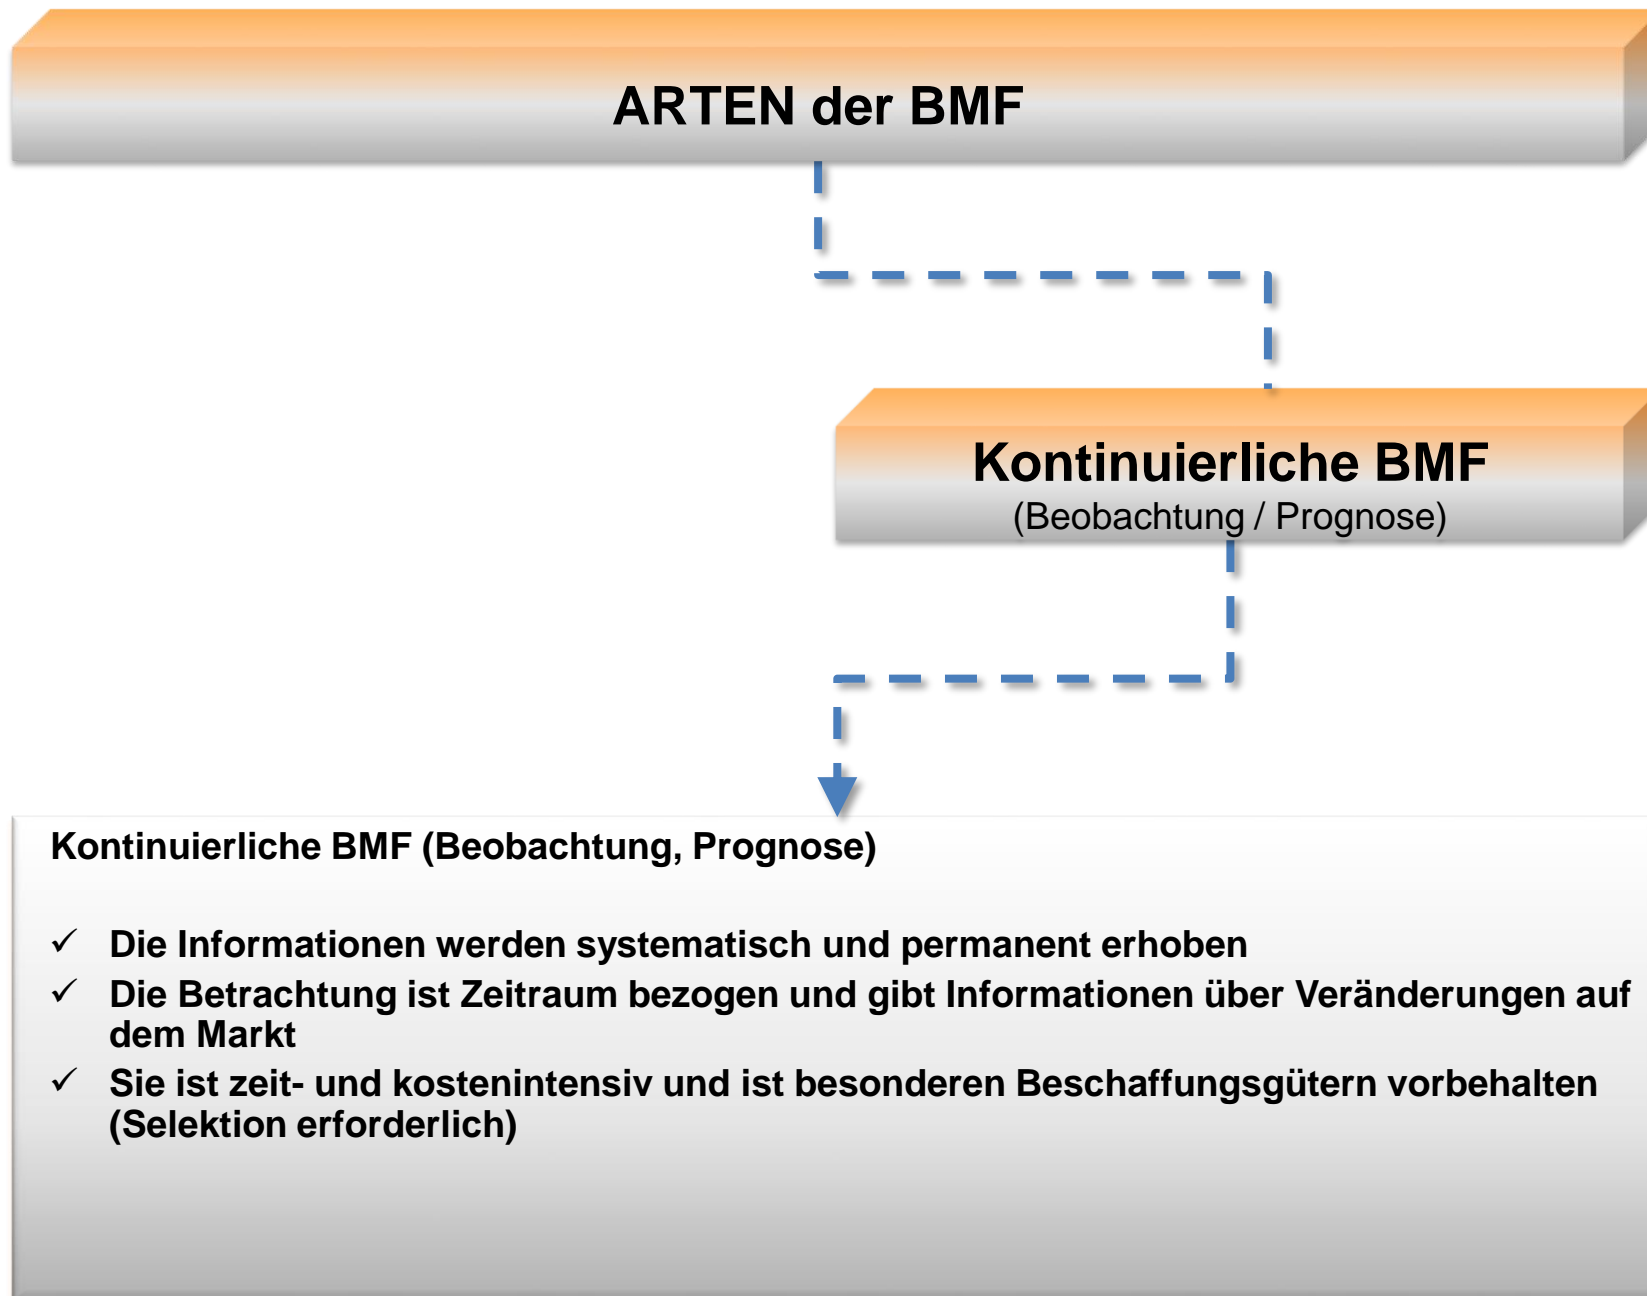 ARTEN der BMF
Kontinuierliche BMF
(Beobachtung / Prognose)
Kontinuierliche BMF (Beobachtung, Prognose)
✓ Die Informationen werden systematisch und permanent erhoben
✓ Die Betrachtung ist Zeitraum bezogen und gibt Informationen über Veränderungen auf
dem Markt
✓ Sie ist zeit- und kostenintensiv und ist besonderen Beschaffungsgütern vorbehalten
(Selektion erforderlich)